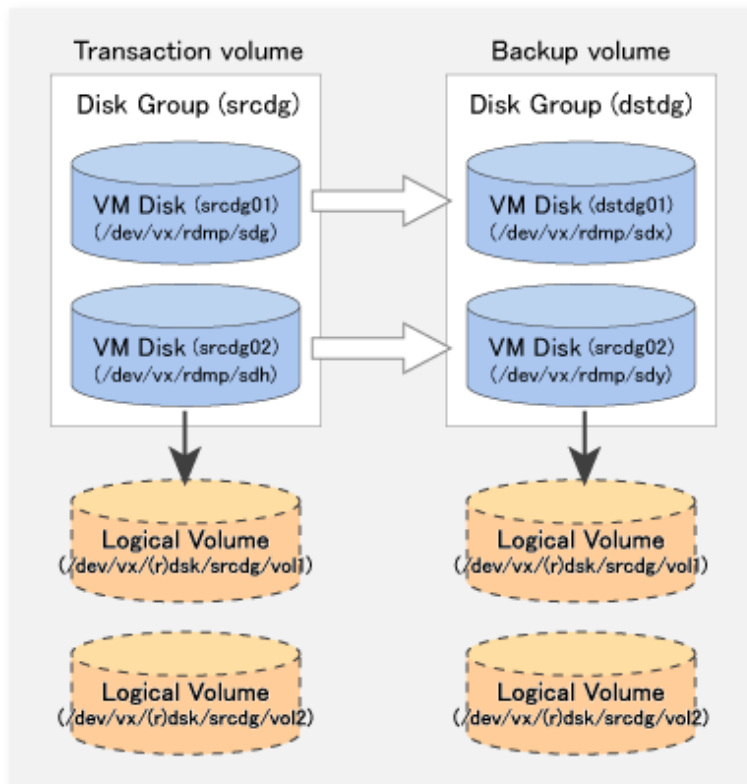 Transaction volume
Disk Group (srcdg)
VM Disk (srcdg01)
(/dev/vx/rdmp/sdg)
VM Disk (srcdg02)
(/dev/vx/rdmp/sdh)
Logical Volume
(/dev/vx/(r)dsk/srcdg/vol1)
Logical Volume
(/dev/vx/(r)dsk/srcdg/vol2)
Backup volume
Disk Group (dstdg)
VM Disk (dstdg01)
(/dev/vx/rdmp/sdx)
VM Disk (srcdg02)
(/dev/vx/rdmp/sdy)
Logical Volume
(/dev/vx/(r)dsk/srcdg/vol1)
Logical Volume
(/dev/vx/(r)dsk/srcdg/vol2)